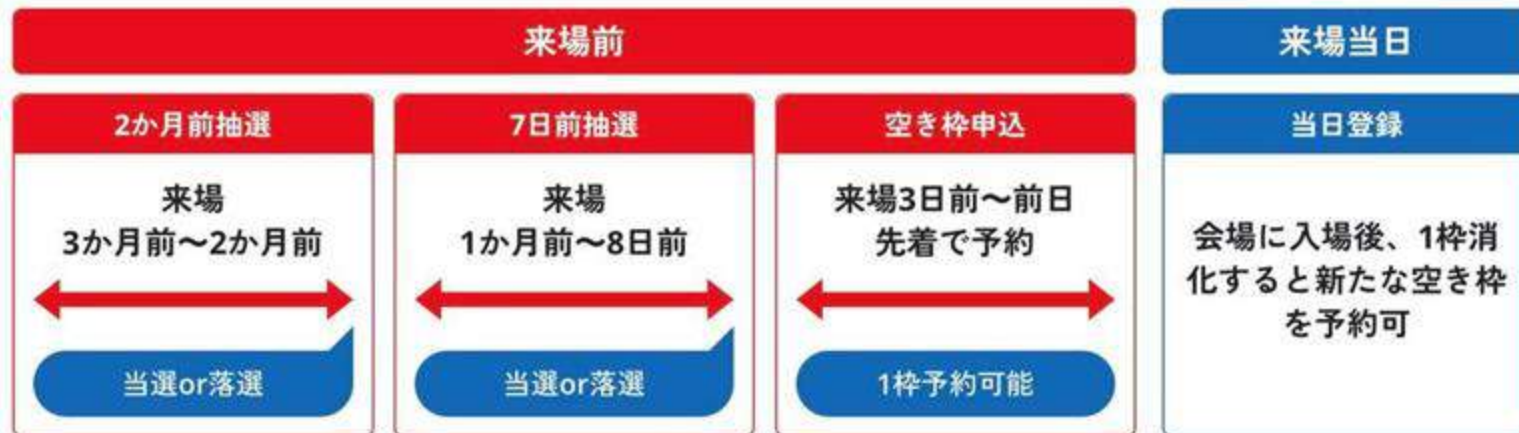 来場前
来場当日
2か月前抽選
来場
3か月前～2か月前
当選or落選
7日前抽選
来場
1か月前～8日前
当選or落選
空き枠申込
来場3日前～前日
先着で予約
1枠予約可能
当日登録
会場に入場後、1枠消
化すると新たな空き枠
を予約可